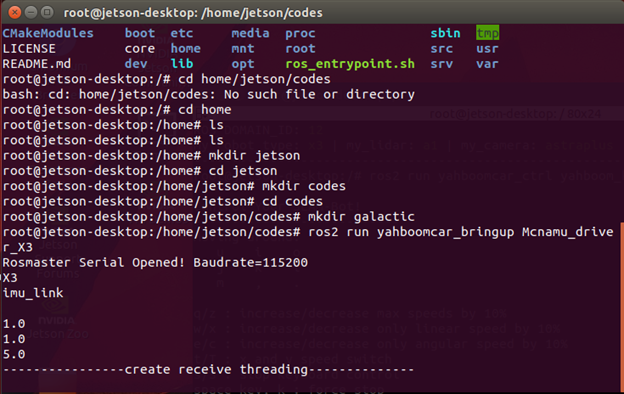 root@jetson-desktop: /home/jetson/codes
CMakeModules boot etc media proc sbin tmp
LICENSE core home mnt root src usr
README.md dev lib opt ros_entrypoint.sh srv var
root@jetson-desktop:/# cd home/jetson/codes
bash: cd: home/jetson/codes: No such file or directory
root@jetson-desktop:/# cd home
root@jetson-desktop:/home# ls
root@jetson-desktop:/home# ls
root@jetson-desktop:/home# mkdir jetson
root@jetson-desktop:/home# cd jetson
root@jetson-desktop:/home/jetson# mkdir codes
root@jetson-desktop:/home/jetson# cd codes
root@jetson-desktop:/home/jetson/codes# mkdir galactic
root@jetson-desktop:/home/jetson/codes# ros2 run yahboomcar_bringup Mcnamu_drive
r_X3
Rosmaster Serial Opened! Baudrate=115200
X3
imu_link
1.0
1.0
5.0
----------------create receive threading--------------